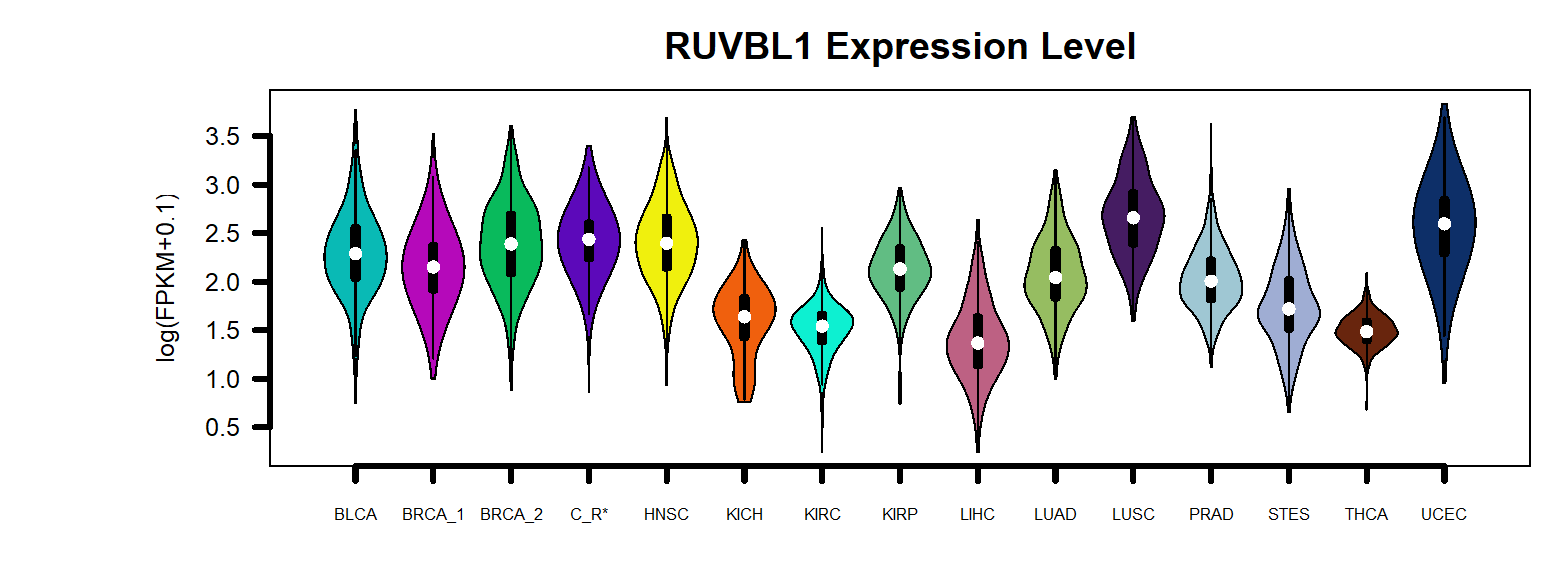 RUVBL1 Expression Level
log(FPKM+0.1)
3.5
3.0
2.5
2.0
1.5
1.0
0.5
BLCA BRCA_1 BRCA_2 C_R* HNSC KICH KIRC KIRP LIHC LUAD LUSC PRAD STES THCA UCEC